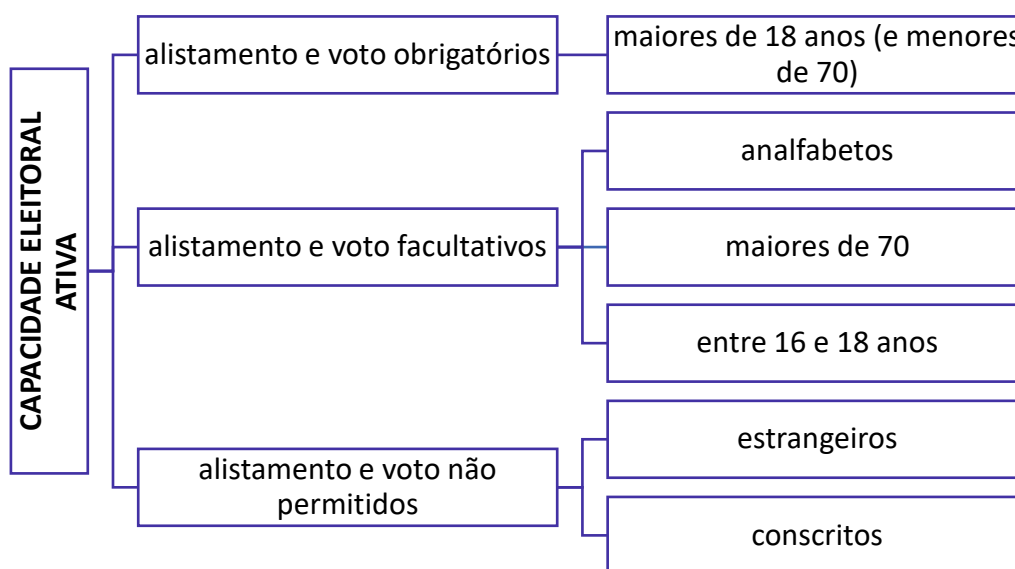 CAPACIDADE ELEITORAL
ATIVA
alistamento e voto obrigatórios
maiores de 18 anos (e menores
de 70)
alistamento e voto facultativos
analfabetos
maiores de 70
entre 16 e 18 anos
alistamento e voto não
permitidos
estrangeiros
conscritos